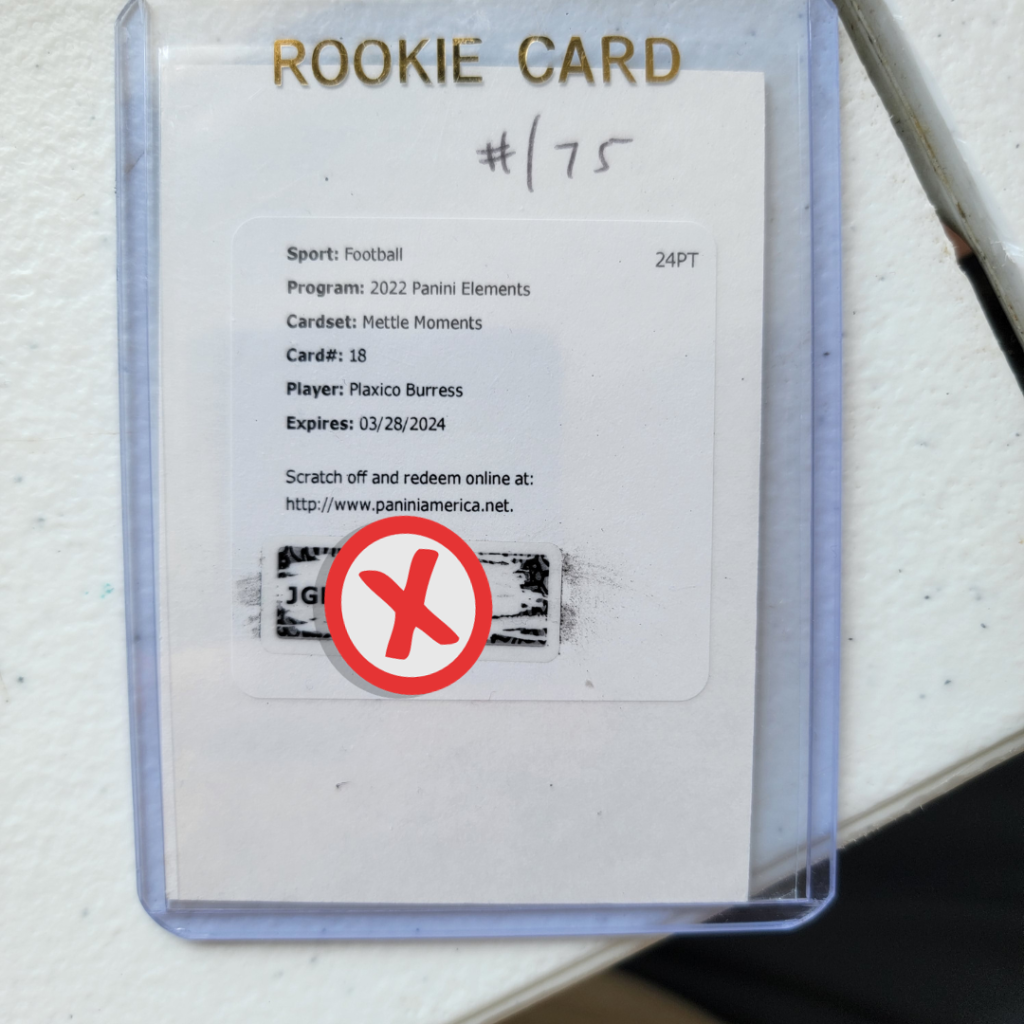 ROOKIE CARD
#/75
Sport: Football
24PT
Program: 2022 Panini Elements
Cardset: Mettle Moments
Card#: 18
Player: Plaxico Burress
Expires: 03/28/2024
Scratch off and redeem online at:
http://www.paniniamerica.net.
X